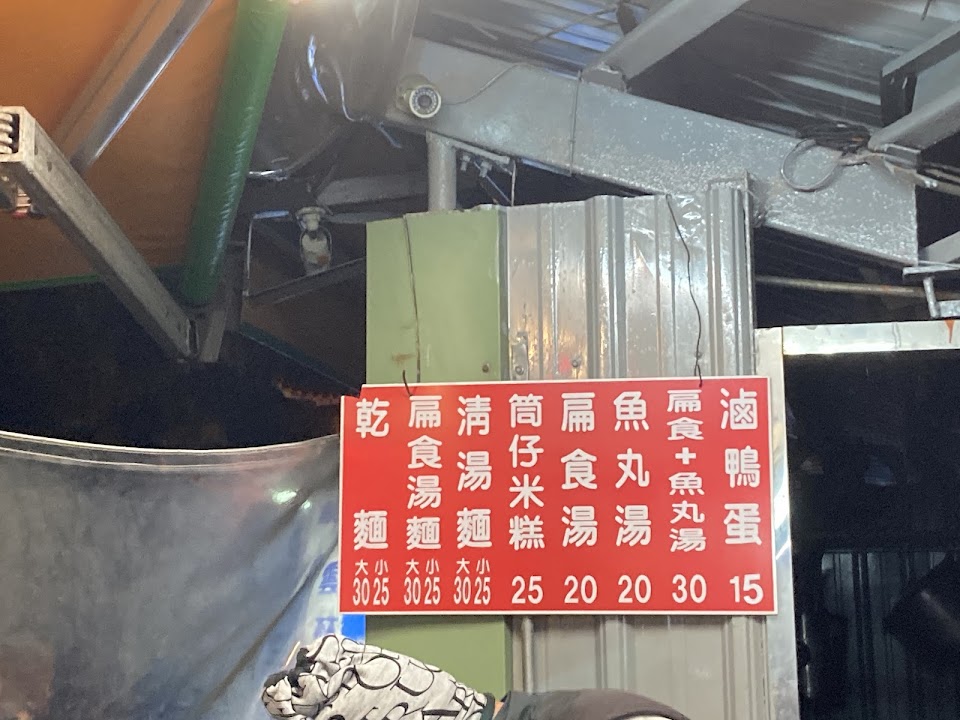 滷鴨蛋 15
扁食+魚丸湯 30
魚丸湯 20
扁食湯 20
筒仔米糕 25
清湯麵 大30 小25
扁食湯麵 大30 小25
乾麵 大30 小25